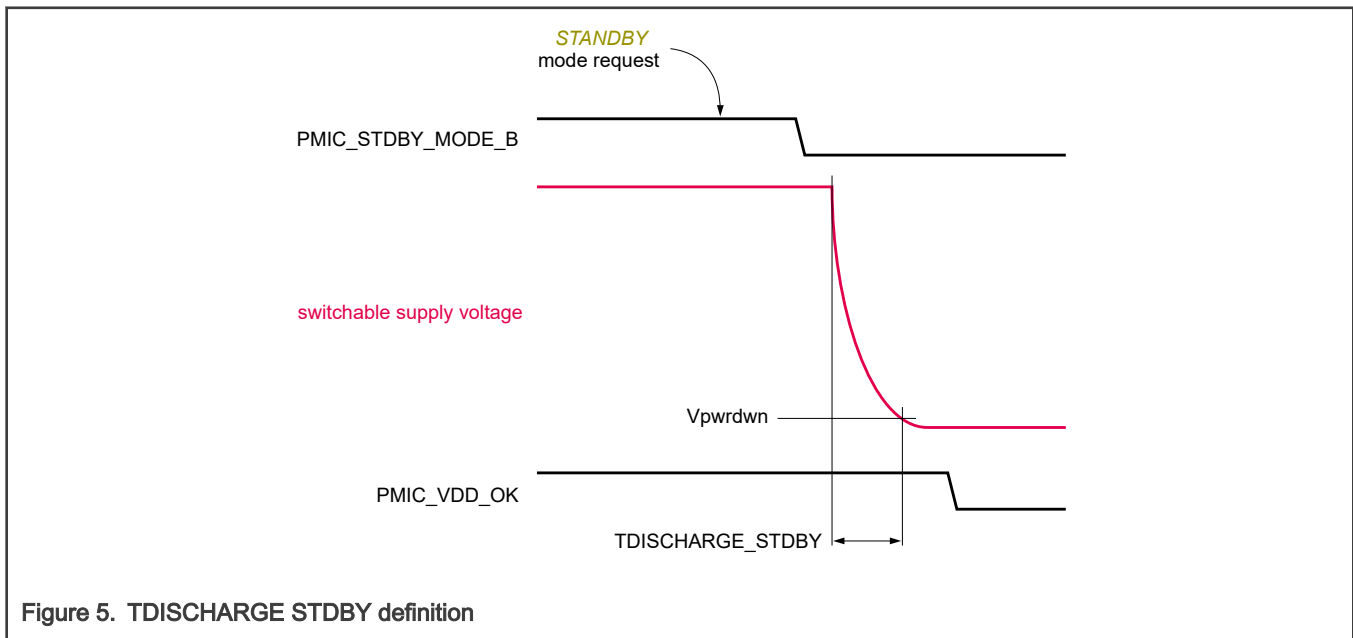 STANDBY
mode request
PMIC_STDBY_MODE_B
switchable supply voltage
Vpwrdwn
PMIC_VDD_OK
TDISCHARGE_STDBY
Figure 5. TDISCHARGE STDBY definition